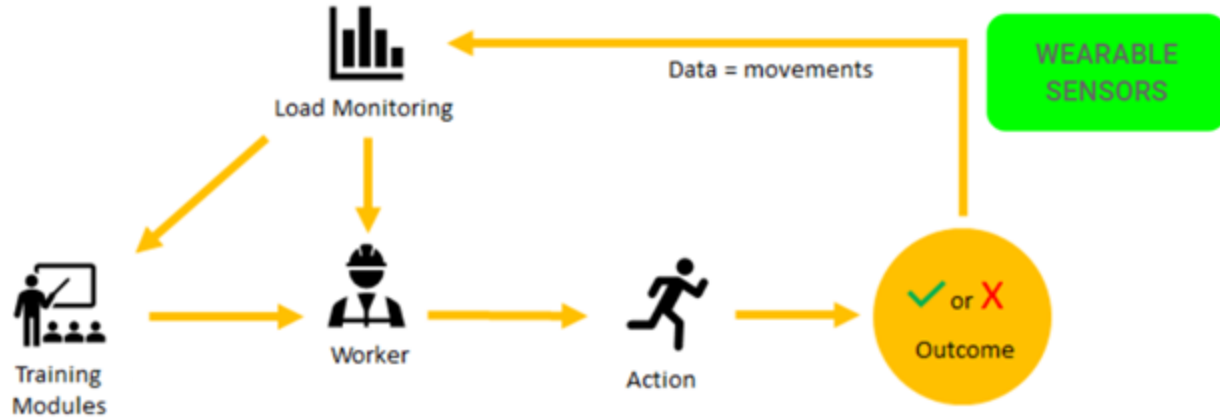 WEARABLE
SENSORS
Data = movements
Load Monitoring
or X
Outcome
Worker
Action
Training
Modules